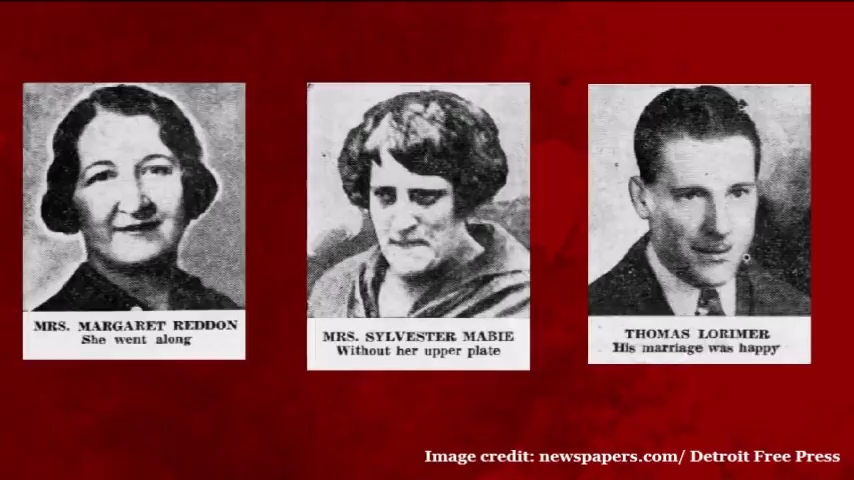 MRS. MARGARET REDDON
She went along
MRS. SYLVESTER MABIE
Without her upper plate
THOMAS LORIMER
His marriage was happy
Image credit: newspapers.com/ Detroit Free Press